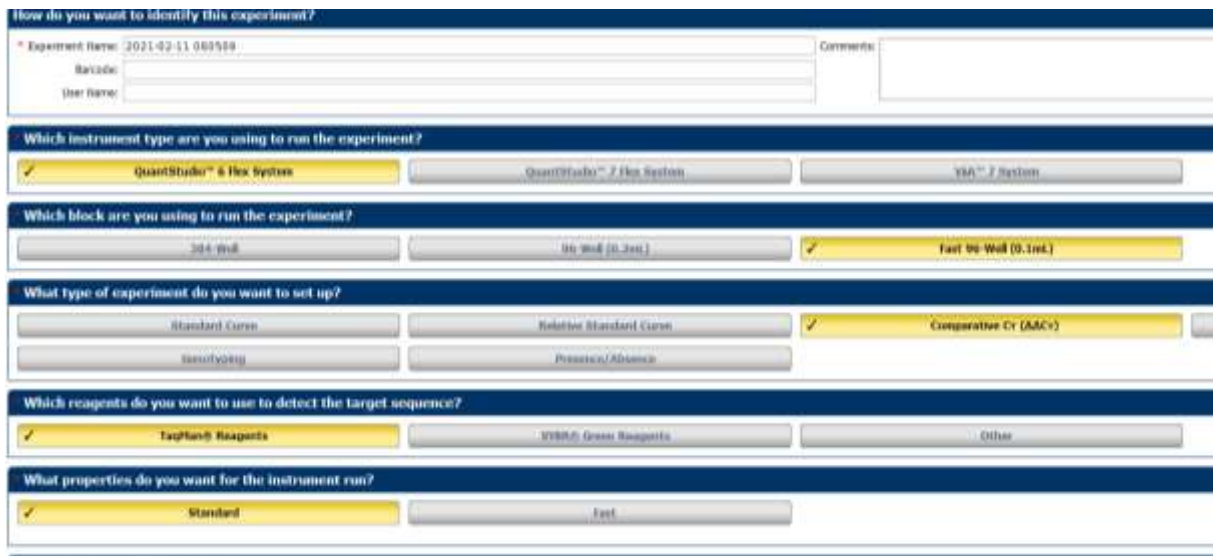 How do you want to identify this experiment?
* Experiment Name: 2021-02-11 080509
Comments:
Barcode:
User Name:
Which instrument type are you using to run the experiment?
✓ QuantStudio™ 6 Flex System
QuantStudio™ 7 Flex System
ViiA™ 7 System
Which block are you using to run the experiment?
384-Well
96-Well (0.2mL)
✓ Fast 96-Well (0.1mL)
What type of experiment do you want to set up?
Standard Curve
Relative Standard Curve
✓ Comparative Cт (ΔΔCт)
Genotyping
Presence/Absence
Which reagents do you want to use to detect the target sequence?
✓ TaqMan® Reagents
SYBR® Green Reagents
Other
What properties do you want for the instrument run?
✓ Standard
Fast